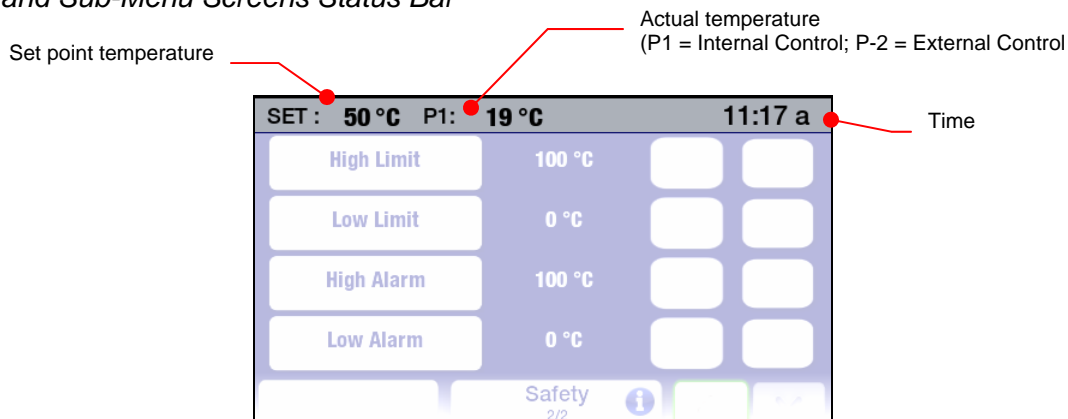 and Sub-Menu Screens Status Bar
Actual temperature
(P1 = Internal Control; P-2 = External Control
Set point temperature
Time
SET : 50 °C P1: 19 °C 11:17 a
High Limit 100 °C
Low Limit 0 °C
High Alarm 100 °C
Low Alarm 0 °C
Safety
2/2